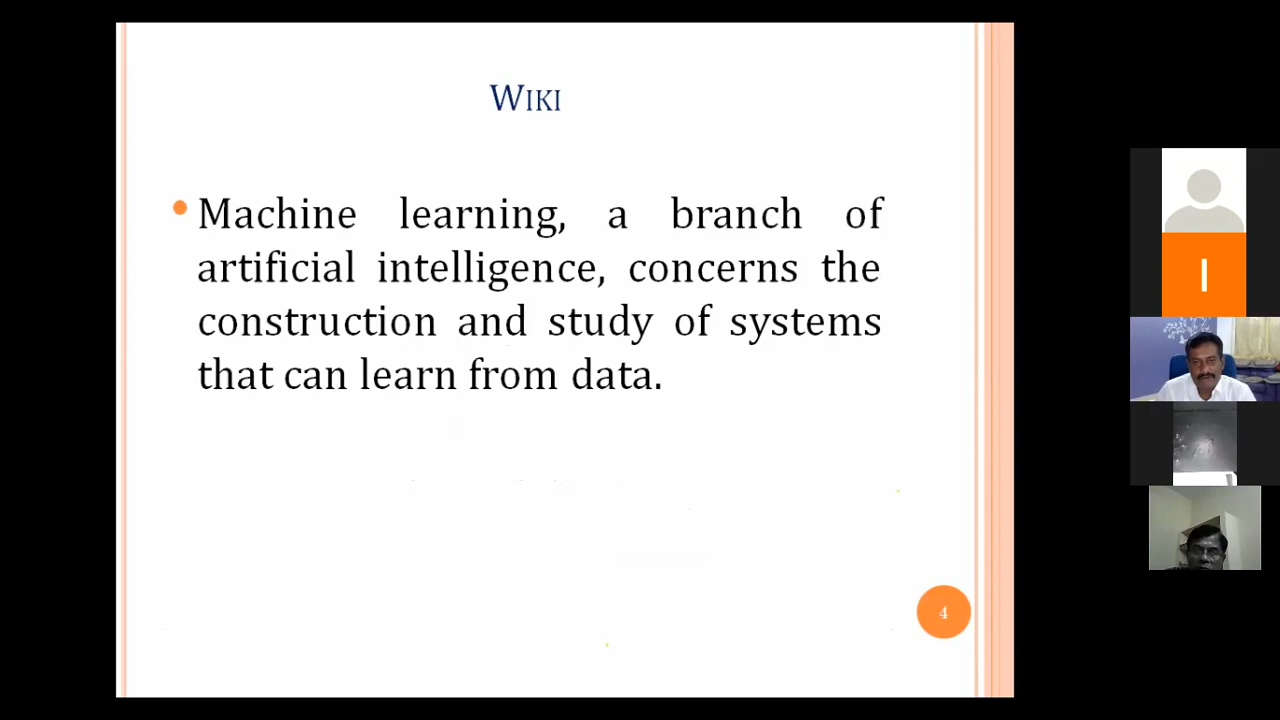 Wiki
Machine learning, a branch of
artificial intelligence, concerns the
construction and study of systems
that can learn from data.
4
I